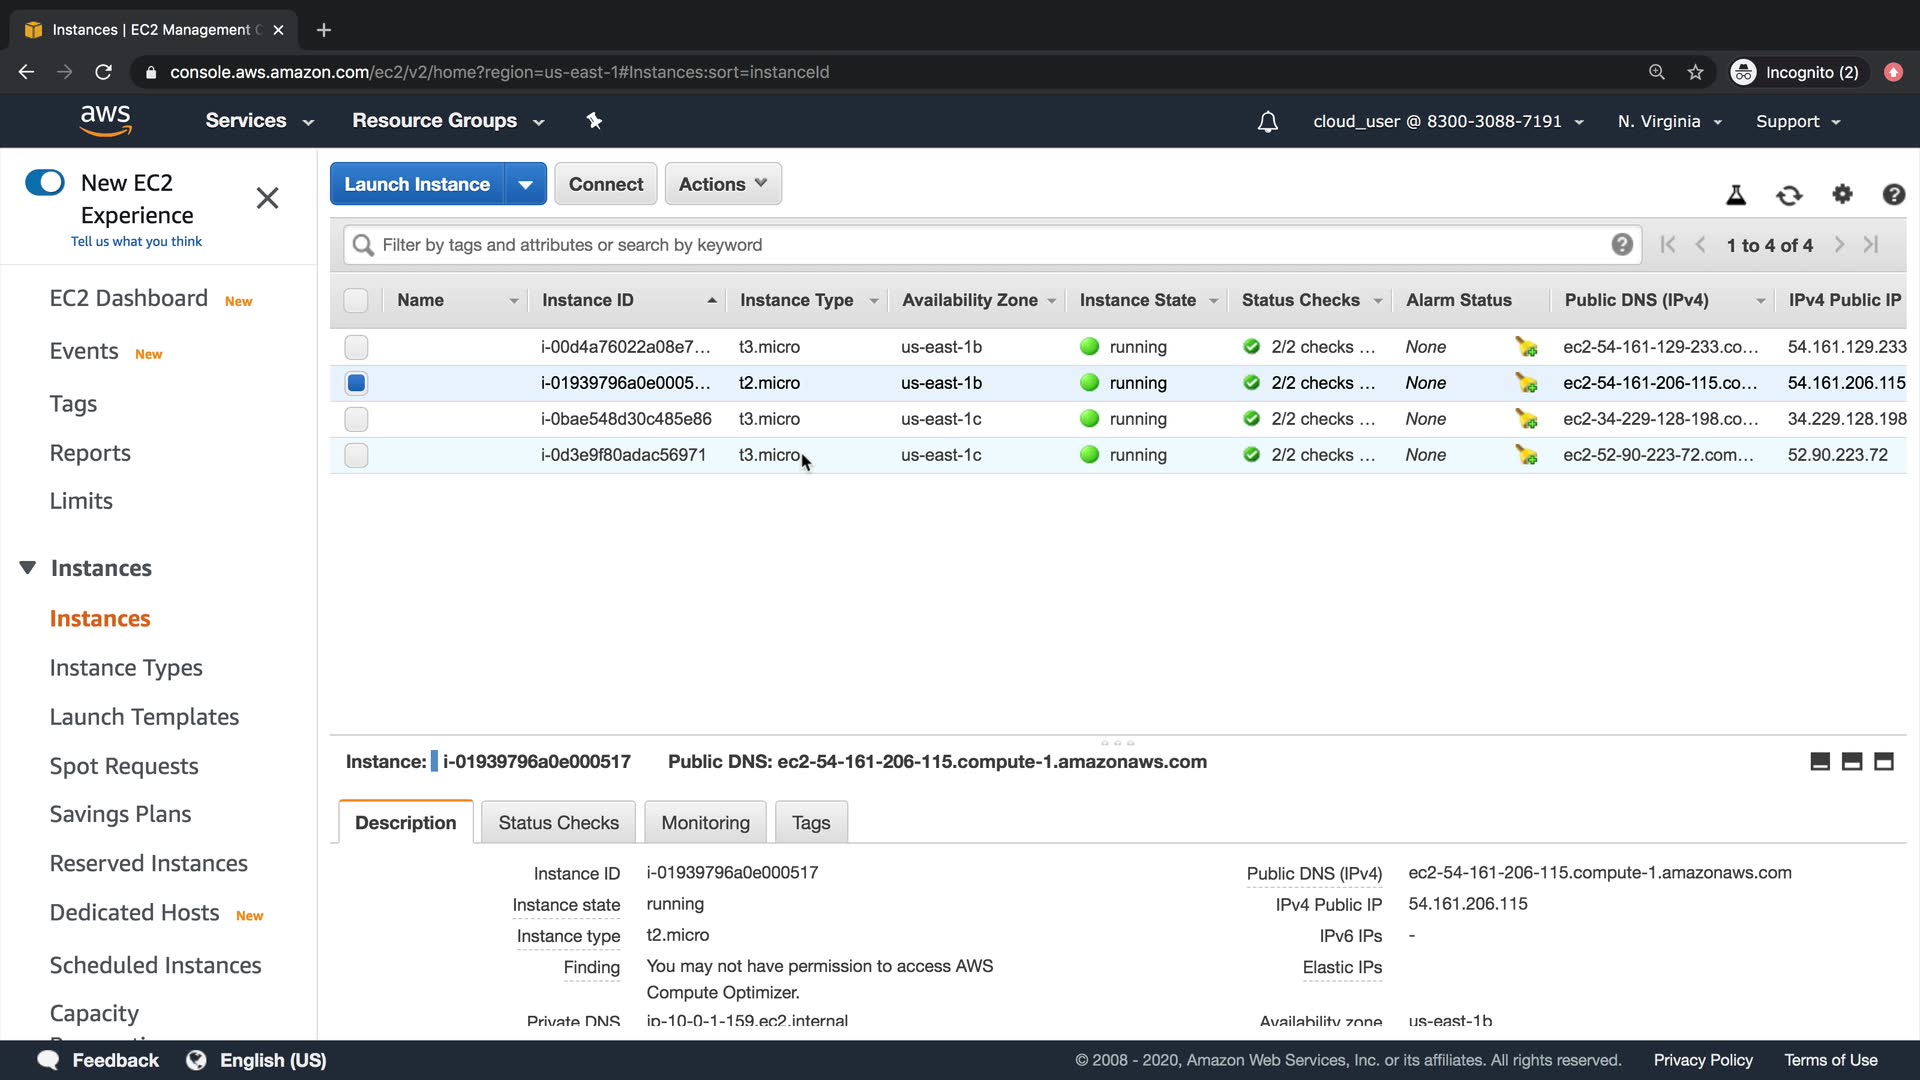 Instances | EC2 Management C
console.aws.amazon.com/ec2/v2/home?region=us-east-1#Instances:sort=instanceId
Incognito (2)
aws
Services
Resource Groups
cloud_user @ 8300-3088-7191
N. Virginia
Support
New EC2
Experience
Tell us what you think
Launch Instance
Connect
Actions
Filter by tags and attributes or search by keyword
1 to 4 of 4
Name Instance ID Instance Type Availability Zone Instance State Status Checks Alarm Status Public DNS (IPv4) IPv4 Public IP
i-00d4a76022a08e7... t3.micro us-east-1b running 2/2 checks ... None ec2-54-161-129-233.co... 54.161.129.233
i-01939796a0e0005... t2.micro us-east-1b running 2/2 checks ... None ec2-54-161-206-115.co... 54.161.206.115
i-0bae548d30c485e86 t3.micro us-east-1c running 2/2 checks ... None ec2-34-229-128-198.co... 34.229.128.198
i-0d3e9f80adac56971 t3.micro us-east-1c running 2/2 checks ... None ec2-52-90-223-72.com... 52.90.223.72
EC2 Dashboard New
Events New
Tags
Reports
Limits
Instances
Instances
Instance Types
Launch Templates
Spot Requests
Savings Plans
Reserved Instances
Dedicated Hosts New
Scheduled Instances
Capacity
Instance: i-01939796a0e000517 Public DNS: ec2-54-161-206-115.compute-1.amazonaws.com
Description
Status Checks
Monitoring
Tags
Instance ID i-01939796a0e000517
Instance state running
Instance type t2.micro
Finding You may not have permission to access AWS
Compute Optimizer.
Private DNS ip-10-0-1-159.ec2.internal
Public DNS (IPv4) ec2-54-161-206-115.compute-1.amazonaws.com
IPv4 Public IP 54.161.206.115
IPv6 IPs -
Elastic IPs
Availability zone us-east-1b
Feedback
English (US)
© 2008 - 2020, Amazon Web Services, Inc. or its affiliates. All rights reserved.
Privacy Policy
Terms of Use